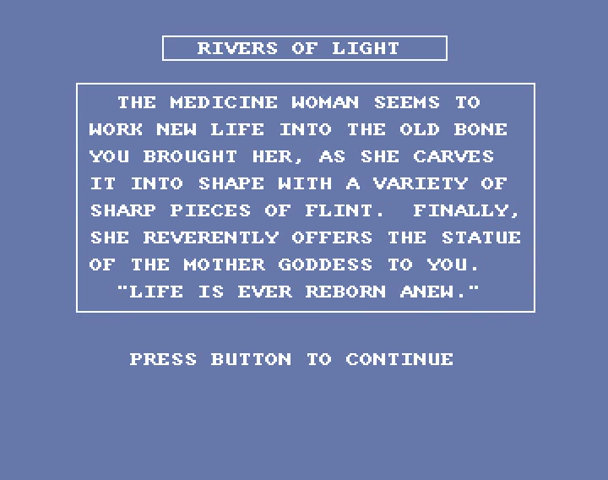 RIVERS OF LIGHT
THE MEDICINE WOMAN SEEMS TO
WORK NEW LIFE INTO THE OLD BONE
YOU BROUGHT HER, AS SHE CARVES
IT INTO SHAPE WITH A VARIETY OF
SHARP PIECES OF FLINT.  FINALLY,
SHE REVERENTLY OFFERS THE STATUE
OF THE MOTHER GODDESS TO YOU.
"LIFE IS EVER REBORN ANEW."
PRESS BUTTON TO CONTINUE